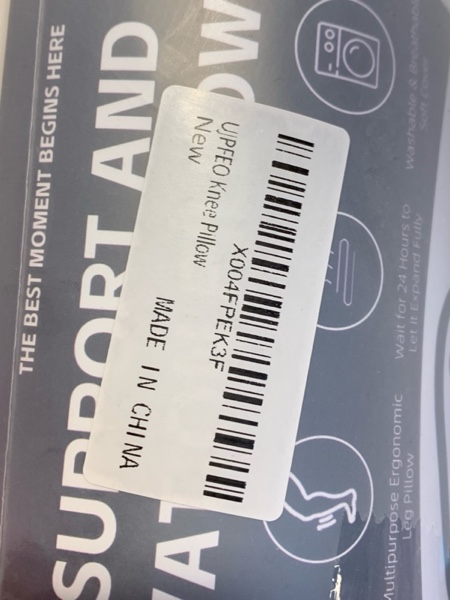 THE BEST MOMENT BEGINS HERE
SUPPORT AND
UJPFEO Knee Pillow
New
X004FPEK3F
MADE IN CHINA
Washable & Breathable
Soft Cover
Wait for 24 Hours to
Let it Expand Fully
Multipurpose Ergonomic
Leg Pillow